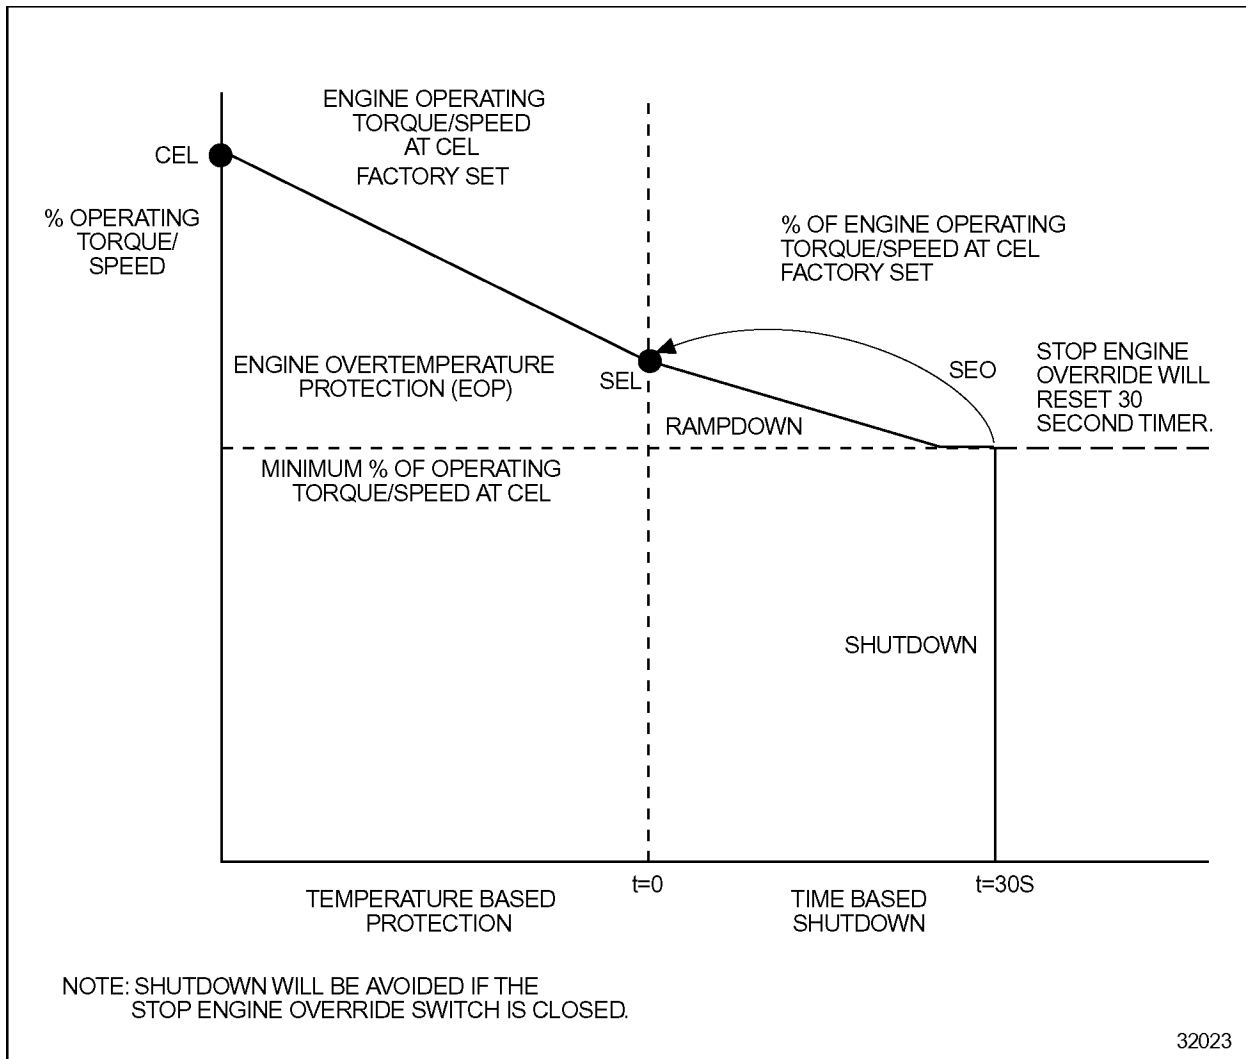 ENGINE OPERATING
TORQUE/SPEED
AT CEL
FACTORY SET
CEL
% OPERATING
TORQUE/
SPEED
% OF ENGINE OPERATING
TORQUE/SPEED AT CEL
FACTORY SET
ENGINE OVERTEMPERATURE
PROTECTION (EOP)
SEL
SEO
STOP ENGINE
OVERRIDE WILL
RESET 30
SECOND TIMER.
RAMPDOWN
MINIMUM % OF OPERATING
TORQUE/SPEED AT CEL
SHUTDOWN
t=0
t=30S
TEMPERATURE BASED
PROTECTION
TIME BASED
SHUTDOWN
NOTE: SHUTDOWN WILL BE AVOIDED IF THE
STOP ENGINE OVERRIDE SWITCH IS CLOSED.
32023